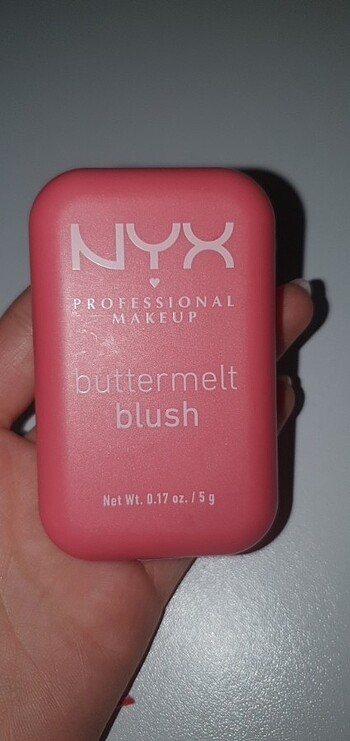 NYX
PROFESSIONAL
MAKEUP
buttermelt
blush
Net Wt. 0.17 oz. / 5 g